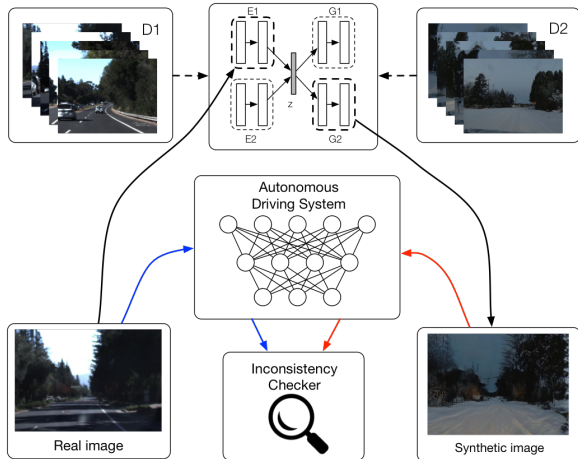 D1
E1
G1
D2
z
E2
G2
Autonomous
Driving System
Inconsistency
Checker
Real image
Synthetic image